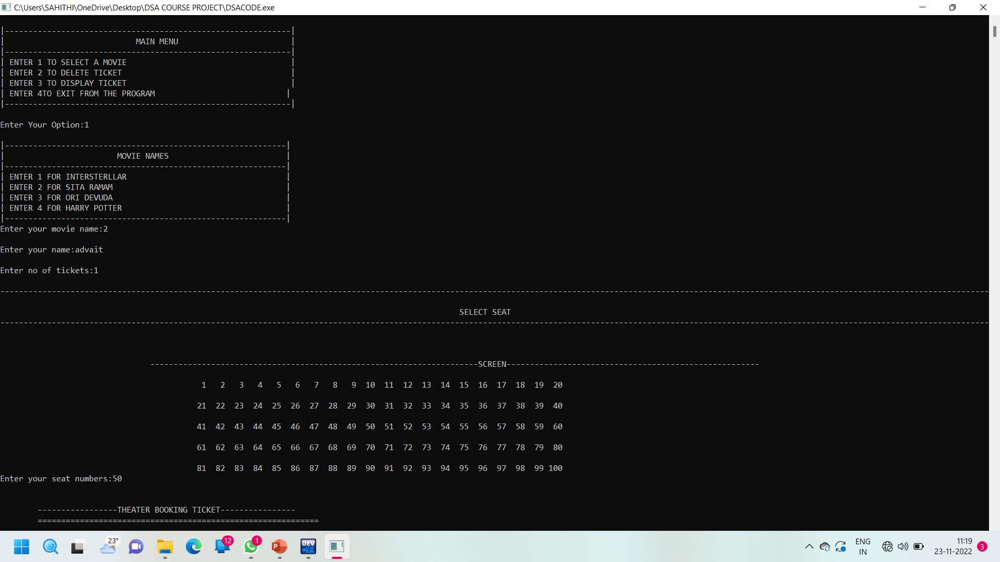 C:\Users\SAHITHI\OneDrive\Desktop\DSA COURSE PROJECT\DSACODE.exe
|-------------------------------------------------------------|
| MAIN MENU |
|-------------------------------------------------------------|
| ENTER 1 TO SELECT A MOVIE |
| ENTER 2 TO DELETE TICKET |
| ENTER 3 TO DISPLAY TICKET |
| ENTER 4TO EXIT FROM THE PROGRAM |
|-------------------------------------------------------------|
Enter Your Option:1
|------------------------------------------------------------|
| MOVIE NAMES |
|------------------------------------------------------------|
| ENTER 1 FOR INTERSTERLLAR |
| ENTER 2 FOR SITA RAMAM |
| ENTER 3 FOR ORI DEVUDA |
| ENTER 4 FOR HARRY POTTER |
|------------------------------------------------------------|
Enter your movie name:2
Enter your name:advait
Enter no of tickets:1
SELECT SEAT
----------------------------------------------------------------------SCREEN------------------------------------------------------
1 2 3 4 5 6 7 8 9 10 11 12 13 14 15 16 17 18 19 20
21 22 23 24 25 26 27 28 29 30 31 32 33 34 35 36 37 38 39 40
41 42 43 44 45 46 47 48 49 50 51 52 53 54 55 56 57 58 59 60
61 62 63 64 65 66 67 68 69 70 71 72 73 74 75 76 77 78 79 80
81 82 83 84 85 86 87 88 89 90 91 92 93 94 95 96 97 98 99 100
Enter your seat numbers:50
-----------------THEATER BOOKING TICKET----------------
============================================================
23°
12
1
P
DEV C++
ENG
IN
11:19
23-11-2022
3